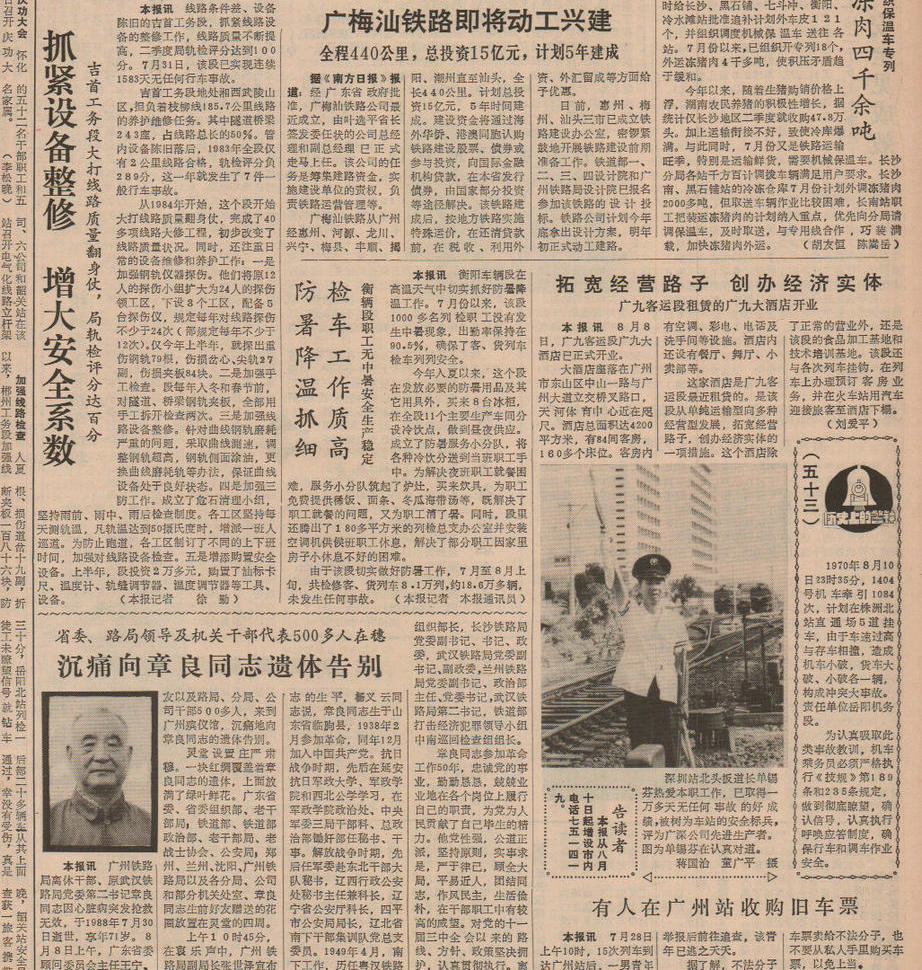 广梅汕铁路即将动工兴建
全程440公里，总投资15亿元，计划5年建成
据《南方日报》报
道：经广东省政府批
准，广梅汕铁路公司最
近成立，由叶选平省长
签发委任状的公司总经
理和副总经理已正式
走马上任。该公司的任
务是筹集建路资金，实
施建设单位的责权，负
责铁路运营管理等。
广梅汕铁路从广州
经惠州、河源、龙川、
兴宁、梅县、丰顺、揭
阳、潮州直至汕头，全
长440公里。计划总投
资15亿元，5年时间建
成。建设资金将通过海
外华侨、港澳同胞认购
铁路建设股票、债券或
参与投资，向国际金融
机构贷款，在本省发行
债券，由国家部分投资
等途径解决。该铁路建
成后，按地方铁路实施
特殊运价，在还清贷款
前，在税收、利用外
资、外汇留成等方面给
予优惠。
目前，惠州、梅
州、汕头三市已成立铁
路建设办公室，密锣紧
鼓地开展铁路建设前期
准备工作。铁道部一、
二、三、四设计院和广
州铁路局设计院已报名
参加该铁路的设计投
标。铁路公司计划今年
底拿出设计方案，明年
初正式动工建路。
抓紧设备整修 增大安全系数
吉首工务段大打线路质量翻身仗，局轨检评分达百分
本报讯 线路条件差、设备
陈旧的吉首工务段，抓紧线路设
备的整修工作，线路质量不断提
高，二季度局轨检评分达到100
分。7月31日，该段已实现连续
1583天无任何行车事故。
吉首工务段地处湘西武陵山
区，担负着枝柳线185.7公里线路
的养护维修任务。其中隧道桥梁
243座，占线路总长的50%。管
内设备陈旧落后，1983年全段仅
有2公里线路合格，轨检评分负
289分，这一年就发生了7件一
般行车事故。
从1984年开始，这个段开始
大打线路质量翻身仗，完成了40
多项线路大修工程，初步改变了
线路质量状况。同时，还注重日
常的设备维修和养护工作：一是
加强钢轨仪器探伤。他们将原12
人的探伤小组扩大为24人的探伤
领工区，下设3个工区，配备5
台探伤仪，规定每年对线路探伤
不少于24次（部规定每年不少于
12次）。仅今年上半年，就探出重
伤钢轨79根，伤损岔心、尖轨27
副，伤损夹板84块。二是加强手
工检查。段每年入冬和春节前，
对隧道、桥梁钢轨夹板，全部用
手工拆开检查两次。三是加强线
路设备整修。针对曲线钢轨磨耗
严重的问题，采取曲线测速，调
整钢轨超高，钢轨侧面涂油，更
换曲线磨耗轨等办法，保证曲线
设备处于良好状态。四是加强三
防工作。成立了危石清理小组，
坚持雨前、雨中、雨后检查制度。各工区坚持每
天测轨温，凡轨温达到50摄氏度时，增派一班人
巡道。为防止跑道，各工区制订了不同的上下班
时间，加强对线路设备检查。五是增添购置安全
设备。上半年，段投资2万多元，购置了油标卡
尺、温度计、轨缝调节器、温度调节器等工具、
设备。 （本报记者 徐 勤）
检车工作质高
防暑降温抓细
衡辆段职工无中暑安全生产稳定
本报讯 衡阳车辆段在
高温天气中切实抓好防暑降
温工作。7月份以来，该段
1000多名列检职工没有发
生中暑现象，出勤率保持在
90.5%，确保了客、货列车
检车系列安全。
今年入夏以来，这个段
在发放必要的防暑用品及其
它用具外，买来8台冰柜，
在全段11个主要生产车间分
设冷饮点，做到昼夜供应。
成立了防暑服务小分队，将
各种冷饮分送到当班职工手
中。为解决夜班职工就餐困
难，服务小分队筑起了炉灶，买来炊具，为职工
免费提供稀饭、面条、冬瓜海带汤等，既解决了
职工就餐的问题，又为职工清了暑。同时，段里
还腾出了180多平方米的列检总支办公室并安装
空调机供候班职工休息，解决了部分职工因家里
房子小休息不好的困难。
由于该段切实做好防暑工作，7月至8月上
旬，共检修客、货列车8.1万列，约18.6万多辆，
未发生任何事故。 （本报记者 本报通讯员）
冻肉四千余吨
时给长沙、黑石铺、七斗冲、衡阳、
冷水滩站批准追补计划外车皮121
个，并组织调度机械保温车送往各
站。7月份以来，已组织开专列18个，
外运冻猪肉4千多吨，使积压矛盾趋
于缓和。
今年以来，随着生猪购销价格上
浮，湖南农民养猪的积极性增长，据
统计仅长沙地区二季度就收购47.8万
头。加上运输衔接不好，致使冷库爆
满。与此同时，7月份又是铁路运输
旺季，特别是运输鲜货，需要机械保温车。长沙
分局各站千方百计调拨车辆满足用户要求。长沙
南、黑石铺站的冷冻仓库7月份计划外调冻猪肉
2000多吨，但取送车辆作业比较困难，长南站职
工把装运冻猪肉的计划纳入重点，优先向分局请
调保温车，及时取送，与专用线合作，巧装满
载，加快冻猪肉外运。 （胡友恒 陈嵩岳）
拓宽经营路子 创办经济实体
广九客运段租赁的广九大酒店开业
本报讯 8月8
日，广九客运段广九大
酒店已正式开业。
大酒店座落在广州
市东山区中山一路与广
州大道立交桥叉路口，
天河体育中心近在咫
尺。酒店总面积达4200
平方米，有84间客房，
160多个床位。客房内
有空调、彩电、电话及
洗手间等设施。酒店内
还设有餐厅、舞厅、小
卖部等。
这家酒店是广九客
运段最近租赁的。是该
段从单纯运输型向多种
经营型发展，拓宽经营
路子，创办经济实体的
一项措施。这个酒店除
了正常的营业外，还是
该段的食品加工基地和
技术培训基地。该段还
与各次列车挂钩，在列
车上办理预订客房业
务，并在火车站用汽车
迎接旅客至酒店下榻。
（刘爱平）
（五十三）
历史上的警钟
1970年8月10
日23时35分，1404
号机车牵引1084
次，计划在株洲北
站直通场5道挂
车，由于车速过高
与存车相撞，造成
机车小破，货车大
破、小破各一辆，
构成冲突大事故。
责任单位岳阳机务
段。
为认真吸取此
类事故教训，机车
乘务员必须严格执
行《技规》第189
条和235条规定，
做到彻底瞭望，确
认信号，认真执行
呼唤应答制度，确
保行车和调车作业
安全。
深圳站北头扳道长单锡
芬热爱本职工作，已取得一
万多天无任何事故的好成
绩，被树为车站的安全标兵，
评为广深公司先进生产者。
图为单锡芬在认真对道。
蒋国治 董广平 摄
告读者
本报从八月
十日起增设市内
电话七五一四一
九。
省委、路局领导及机关干部代表500多人在穗
沉痛向章良同志遗体告别
本报讯 广州铁路
局离休干部、原武汉铁
路局党委第二书记章良
同志因心脏病突发抢救
无效，于1988年7月30
日逝世，享年71岁。8
月8日上午，广东省委
顾问委员会主任王宁、
友以及路局、分局、公
司干部500多人，来到
广州殡仪馆，沉痛地向
章良同志的遗体告别。
灵堂设置庄严肃
穆。一块红绸覆盖着章
良同志的遗体，上面放
满了绿叶鲜花。广东省
委、省委组织部、老干
部局；铁道部、铁道部
政治部、老干部局、老
战士协会、公安局；郑
州、兰州、沈阳、广州铁
路局以及各分局、公司
和部分机关处室、章良
同志生前好友赠送的花
圈放置在灵堂的四周。
上午10时45分，
在哀乐声中，广州铁
路局副局长张世泽宣布
志的生平。杨义云同
志说，章良同志生于山
东省临朐县，1938年2
月参加革命，同年12月
加入中国共产党。抗日
战争时期，先后在延安
抗日军政大学、军政学
院和西北公学学习，在
军政学院政治处、中央
军委三局干部科、总政
治部锄奸部任秘书、干
事。解放战争时期，先
后任军委赴东北干部大
队秘书，辽西行政公安
处秘书主任兼科长，辽
宁省公安厅科长，四平
市公安局局长，辽北省
南下干部集训队党总支
委员。1949年4月，南
下工作，历任粤汉铁路
组织部长，长沙铁路局
党委副书记、书记、政
委，武汉铁路局党委副
书记、副政委，兰州铁路
局党委副书记、政治部
主任、党委书记，武汉铁
路局第二书记，铁道部
打击经济犯罪领导小组
中南巡回检查组组长。
章良同志参加革命
工作50年，忠诚党的事
业，勤勤恳恳，兢兢业
业地在各个岗位上履行
自己的职责，为党为人
民贡献了自己毕生的精
力。他党性强，公道正
派，坚持原则，实事求
是，严于律已，顾全大
局，平易近人，团结同
志，作风民主，生活俭
朴，在干部职工中有较
高的威望。对党的十一
届三中全会以来的路
线、方针、政策坚决拥
护，认真贯彻执行，离
有人在广州站收购旧车票
本报讯 7月28日
上午10时，15次列车到
达广州站后，一男青年
举报后前往追查，该青
年已逃之夭夭。
据了解，不法分子
车票卖给不法分子，也
不要从私人手里购买车
票，以免上当。